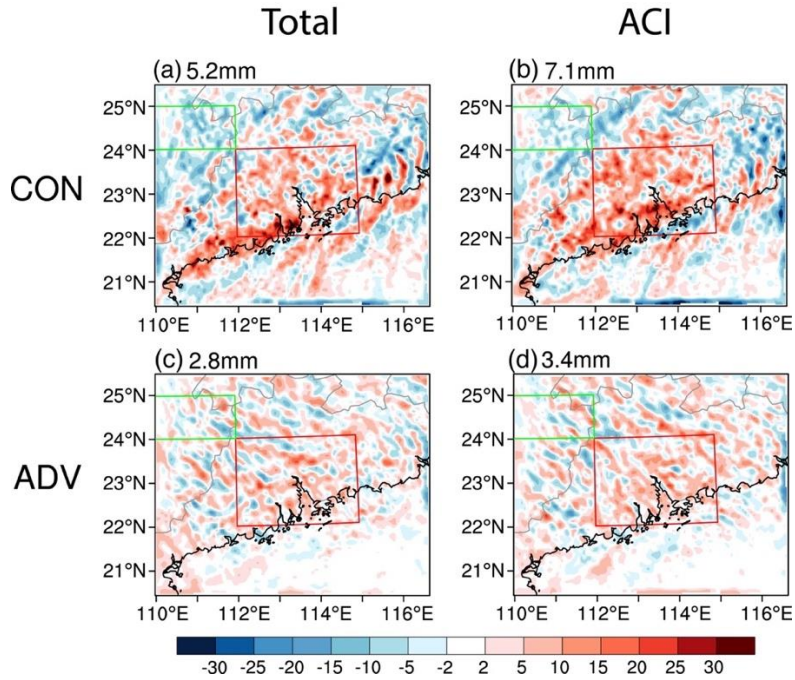 Total ACI
(a) 5.2mm (b) 7.1mm
25°N 25°N
24°N 24°N
CON
23°N 23°N
22°N 22°N
21°N 21°N
110°E 112°E 114°E 116°E 110°E 112°E 114°E 116°E
(c) 2.8mm (d) 3.4mm
25°N 25°N
24°N 24°N
ADV
23°N 23°N
22°N 22°N
21°N 21°N
110°E 112°E 114°E 116°E 110°E 112°E 114°E 116°E
-30 -25 -20 -15 -10 -5 -2 2 5 10 15 20 25 30